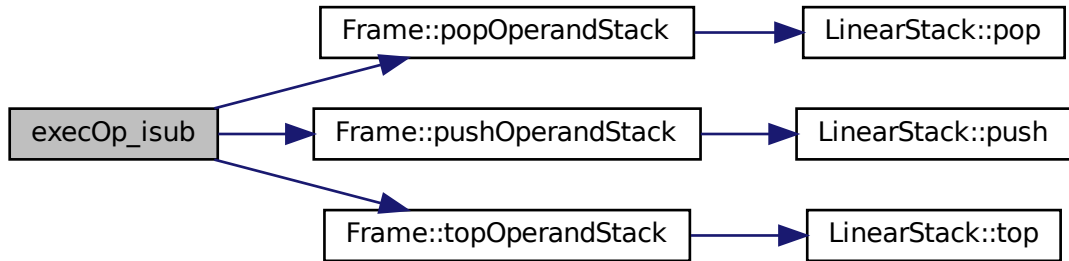 Frame::popOperandStack
LinearStack::pop
execOp_isub
Frame::pushOperandStack
LinearStack::push
Frame::topOperandStack
LinearStack::top